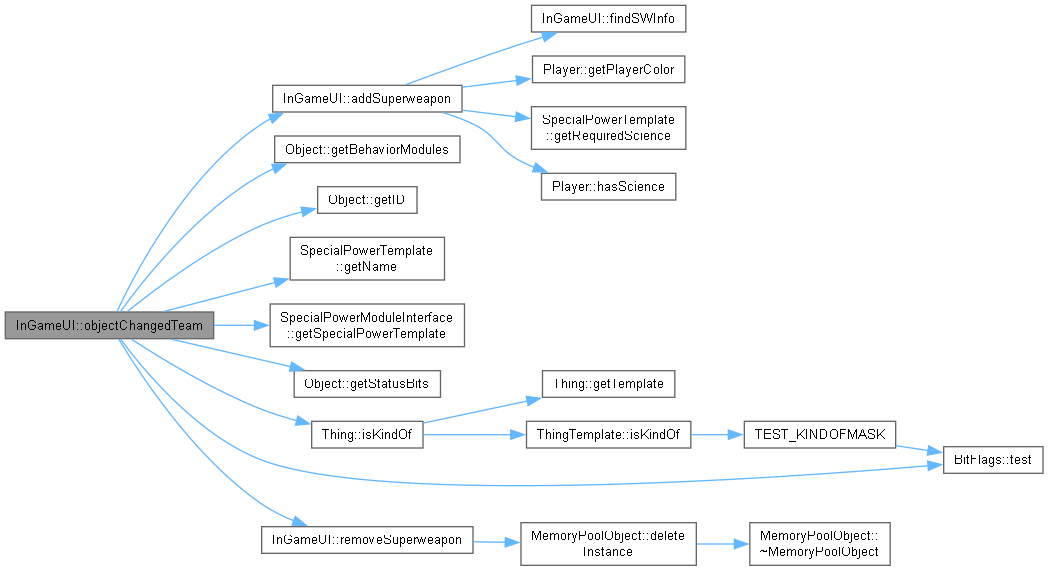 InGameUI::findSWInfo
Player::getPlayerColor
InGameUI::addSuperweapon
SpecialPowerTemplate
::getRequiredScience
Object::getBehaviorModules
Player::hasScience
Object::getID
SpecialPowerTemplate
::getName
InGameUI::objectChangedTeam
SpecialPowerModuleInterface
::getSpecialPowerTemplate
Object::getStatusBits
Thing::getTemplate
Thing::isKindOf
ThingTemplate::isKindOf
TEST_KINDOFMASK
BitFlags::test
InGameUI::removeSuperweapon
MemoryPoolObject::delete
Instance
MemoryPoolObject::
~MemoryPoolObject